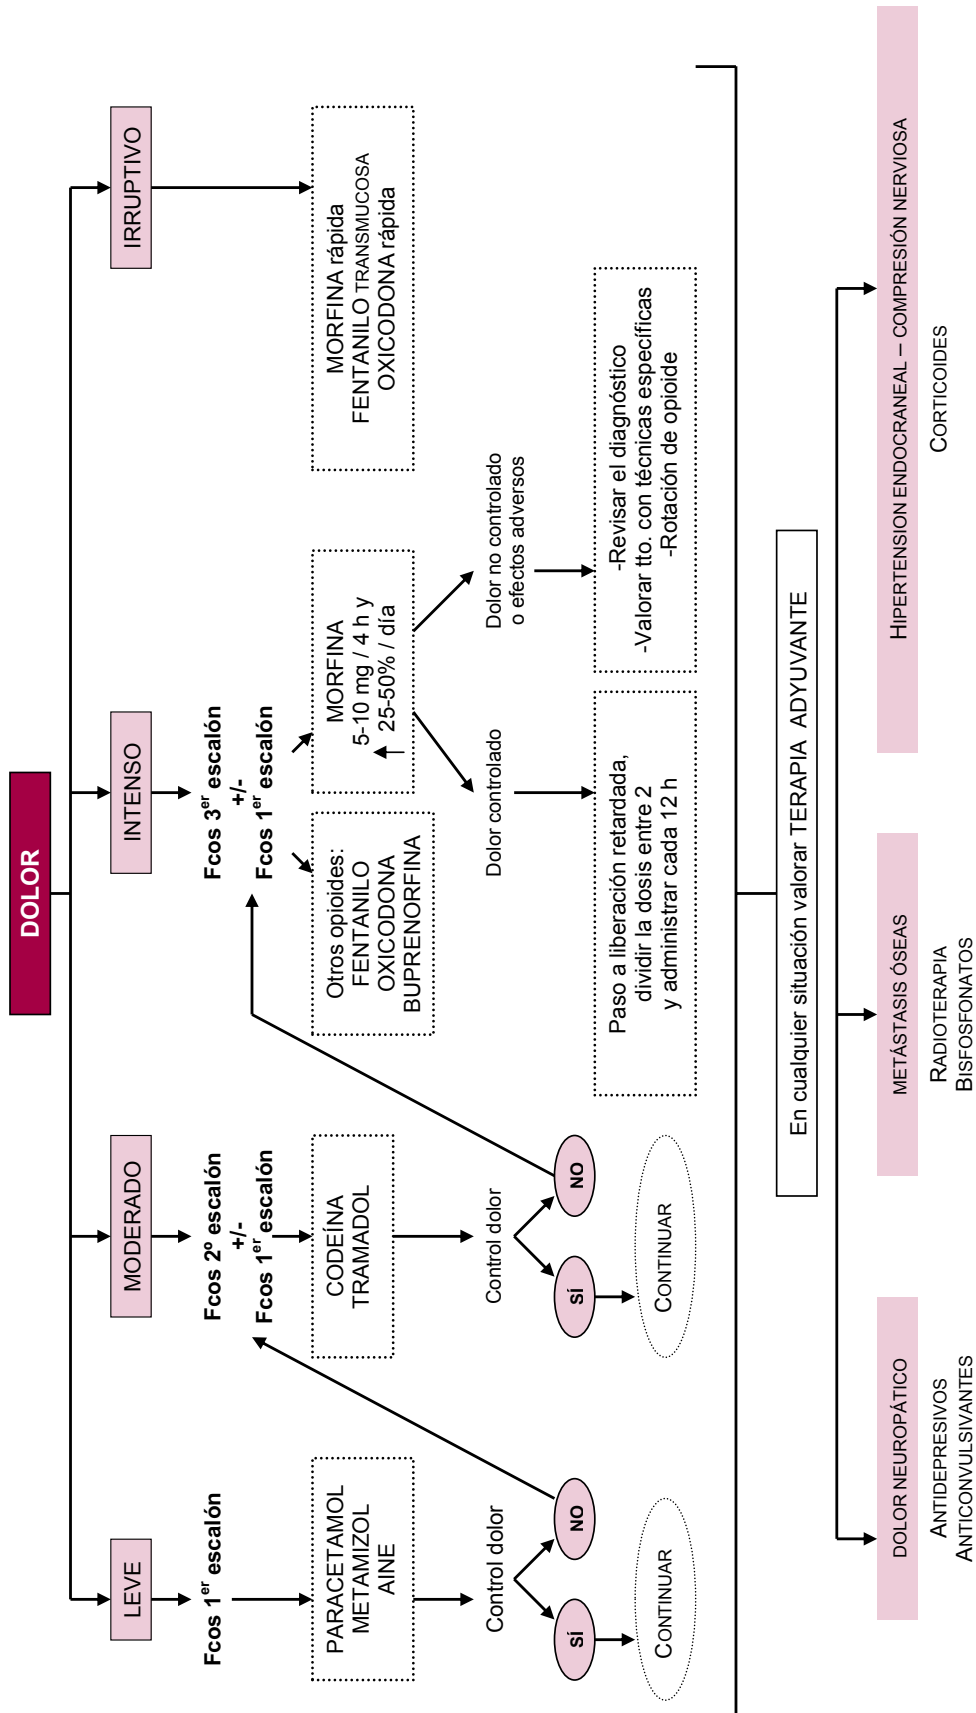 DOLOR
LEVE
MODERADO
INTENSO
IRRUPTIVO
Fcos 1er escalón
Fcos 2º escalón
+/-
Fcos 1er escalón
Fcos 3er escalón
+/-
Fcos 1er escalón
PARACETAMOL
METAMIZOL
AINE
CODEÍNA
TRAMADOL
Otros opioides:
FENTANILO
OXICODONA
BUPRENORFINA
MORFINA
5-10 mg / 4 h y
↑ 25-50% / día
MORFINA rápida
FENTANILO TRANSMUCOSA
OXICODONA rápida
Control dolor
Control dolor
Dolor controlado
Dolor no controlado
o efectos adversos
SÍ
NO
SÍ
NO
CONTINUAR
CONTINUAR
Paso a liberación retardada,
dividir la dosis entre 2
y administrar cada 12 h
-Revisar el diagnóstico
-Valorar tto. con técnicas específicas
-Rotación de opioide
En cualquier situación valorar TERAPIA ADYUVANTE
DOLOR NEUROPÁTICO
ANTIDEPRESIVOS
ANTICONVULSIVANTES
METÁSTASIS ÓSEAS
RADIOTERAPIA
BISFOSFONATOS
HIPERTENSION ENDOCRANEAL – COMPRESIÓN NERVIOSA
CORTICOIDES